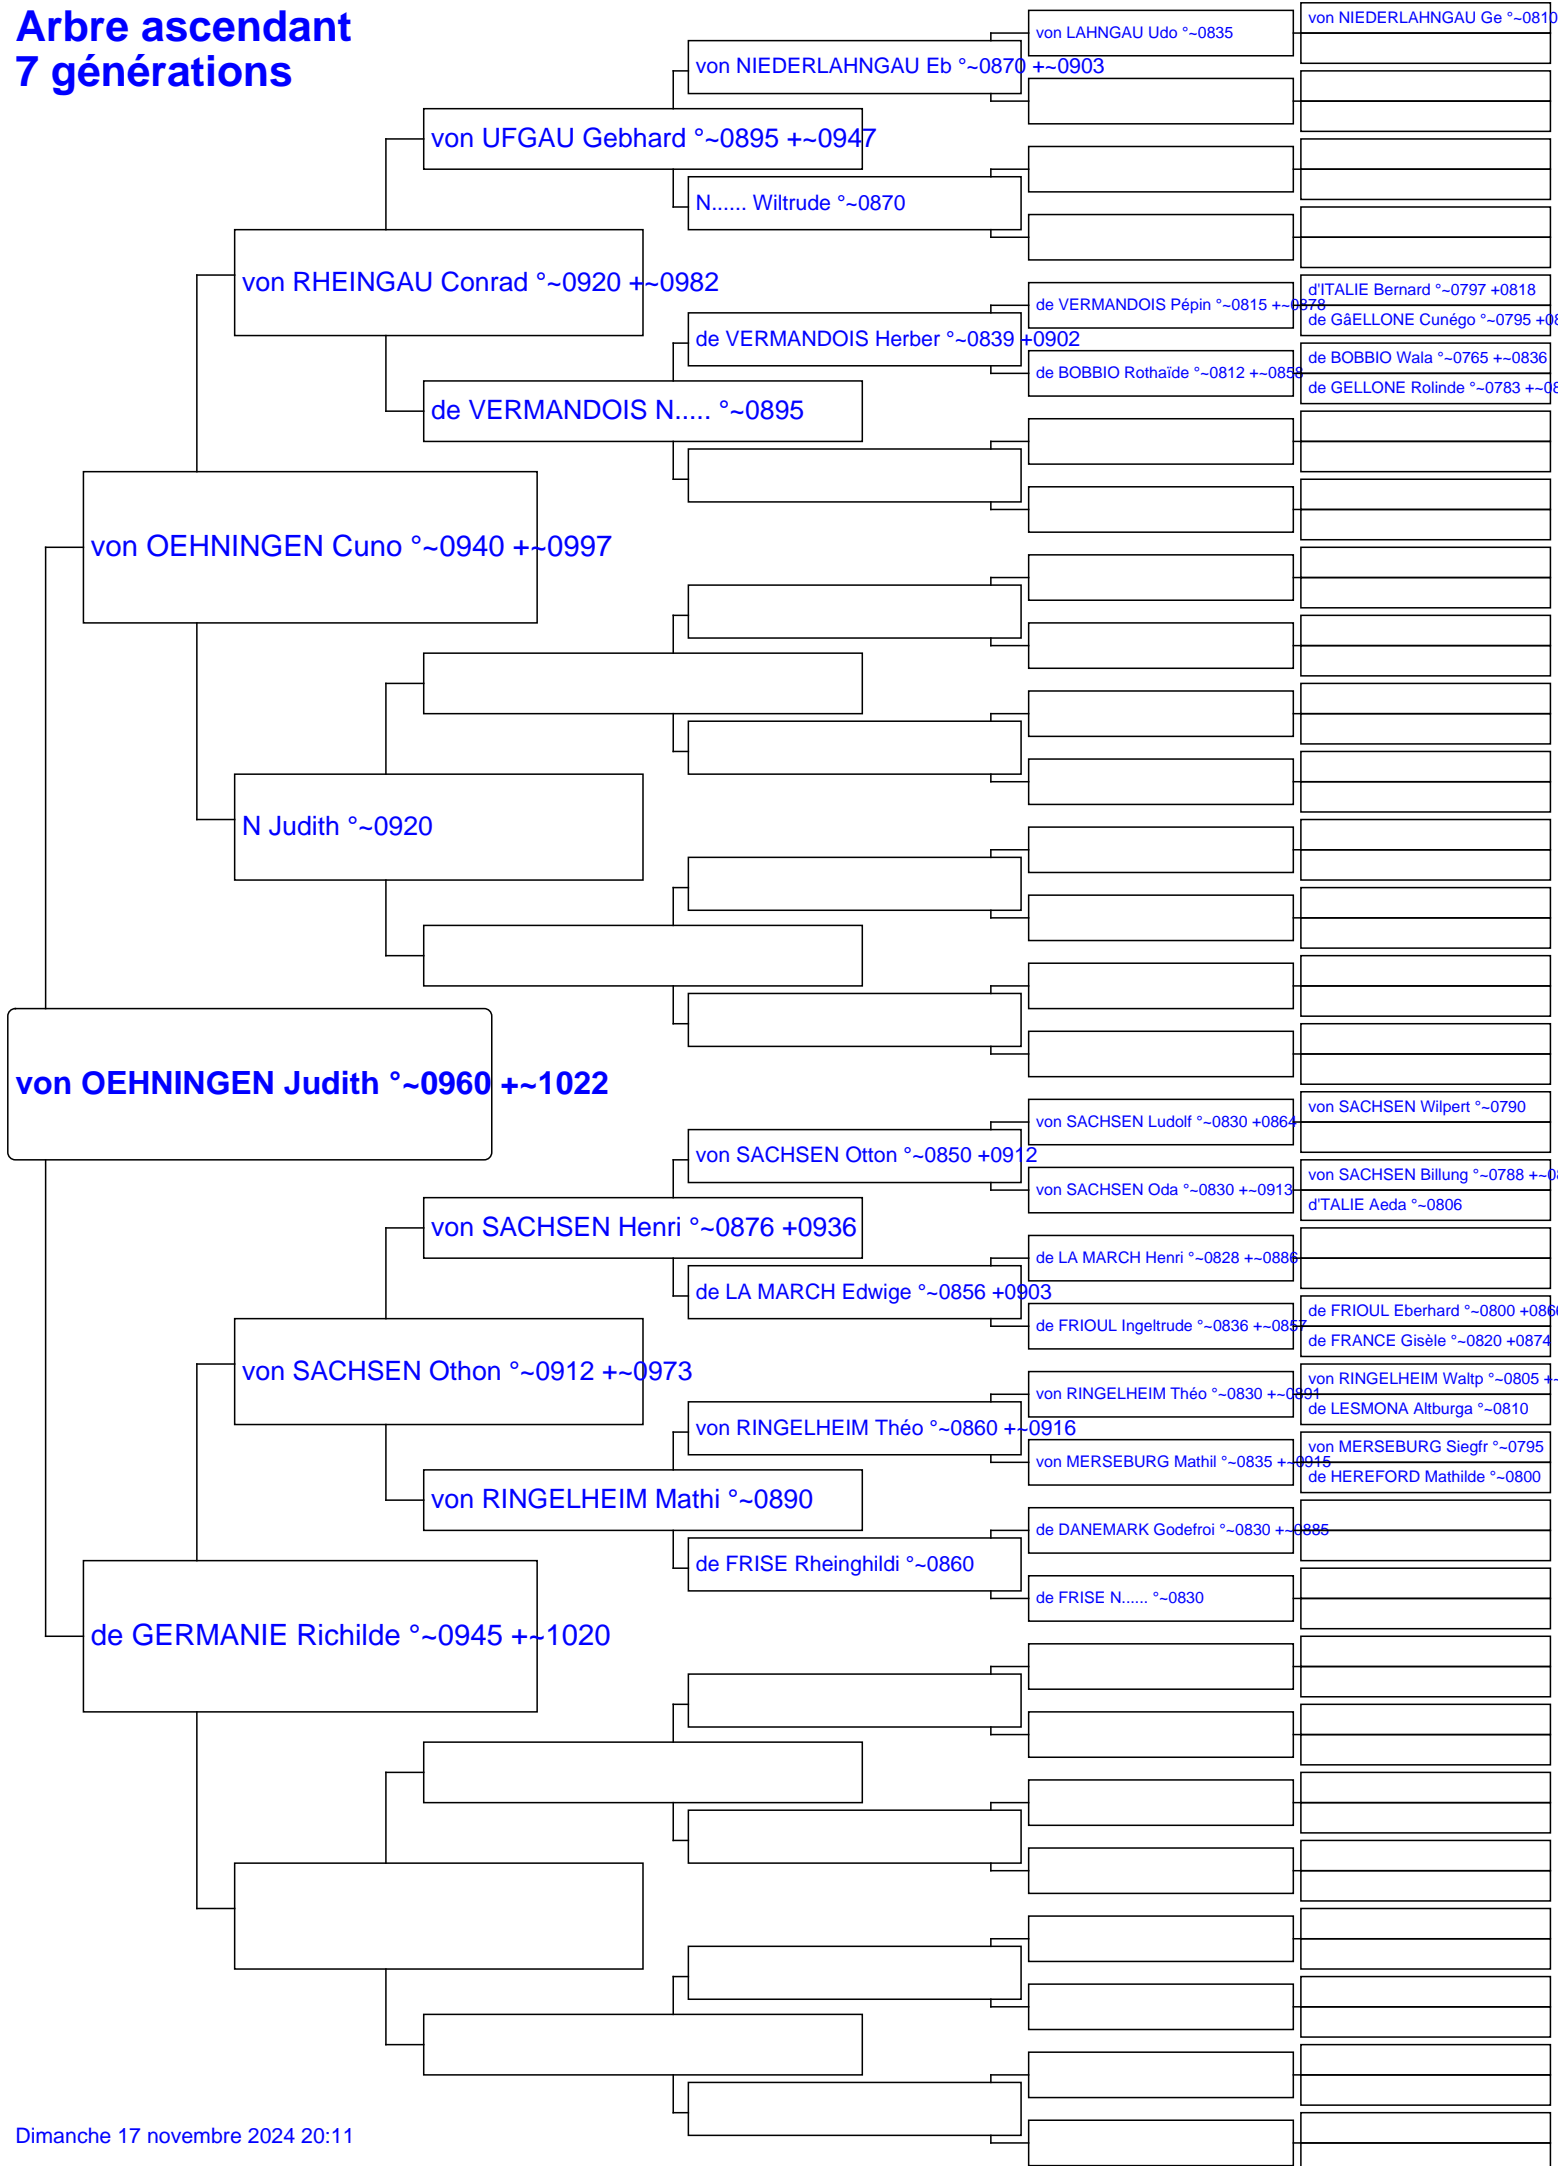 Arbre ascendant
7 générations
von NIEDERLAHNGAU Ge °~0810
von LAHNGAU Udo °~0835
von NIEDERLAHNGAU Eb °~0870 +~0903
von UFGAU Gebhard °~0895 +~0947
N...... Wiltrude °~0870
von RHEINGAU Conrad °~0920 +~0982
d'ITALIE Bernard °~0797 +0818
de VERMANDOIS Pépin °~0815 +~0878
de GâELLONE Cunégo °~0795 +08
de VERMANDOIS Herber °~0839 +0902
de BOBBIO Wala °~0765 +~0836
de BOBBIO Rothaïde °~0812 +~0858
de GELLONE Rolinde °~0783 +~08
de VERMANDOIS N..... °~0895
von OEHNINGEN Cuno °~0940 +~0997
N Judith °~0920
von OEHNINGEN Judith °~0960 +~1022
von SACHSEN Wilpert °~0790
von SACHSEN Ludolf °~0830 +0864
von SACHSEN Otton °~0850 +0912
von SACHSEN Billung °~0788 +~08
von SACHSEN Oda °~0830 +~0913
d'TALIE Aeda °~0806
von SACHSEN Henri °~0876 +0936
de LA MARCH Henri °~0828 +~0886
de LA MARCH Edwige °~0856 +0903
de FRIOUL Eberhard °~0800 +0866
de FRIOUL Ingeltrude °~0836 +~0857
de FRANCE Gisèle °~0820 +0874
von SACHSEN Othon °~0912 +~0973
von RINGELHEIM Waltp °~0805 +~
von RINGELHEIM Théo °~0830 +~0891
de LESMONA Altburga °~0810
von RINGELHEIM Théo °~0860 +~0916
von MERSEBURG Siegfr °~0795
von MERSEBURG Mathil °~0835 +~0915
de HEREFORD Mathilde °~0800
von RINGELHEIM Mathi °~0890
de DANEMARK Godefroi °~0830 +~0885
de FRISE Rheinghildi °~0860
de FRISE N...... °~0830
de GERMANIE Richilde °~0945 +~1020
Dimanche 17 novembre 2024 20:11